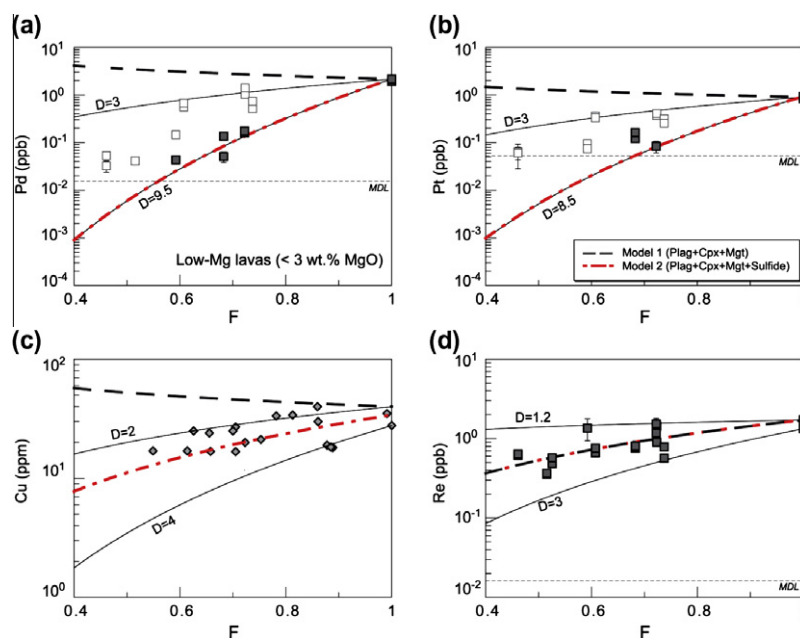 (a)
10¹
10⁰
10⁻¹
10⁻²
10⁻³
10⁻⁴
Pd (ppb)
D=3
D=9.5
MDL
Low-Mg lavas (< 3 wt.% MgO)
0.4 0.6 0.8 1
F
(b)
10¹
10⁰
10⁻¹
10⁻²
10⁻³
10⁻⁴
Pt (ppb)
D=3
MDL
D=8.5
Model 1 (Plag+Cpx+Mgt)
Model 2 (Plag+Cpx+Mgt+Sulfide)
0.4 0.6 0.8 1
F
(c)
10²
10¹
10⁰
Cu (ppm)
D=2
D=4
0.4 0.6 0.8 1
F
(d)
10¹
10⁰
10⁻¹
10⁻²
Re (ppb)
D=1.2
D=3
MDL
0.4 0.6 0.8 1
F